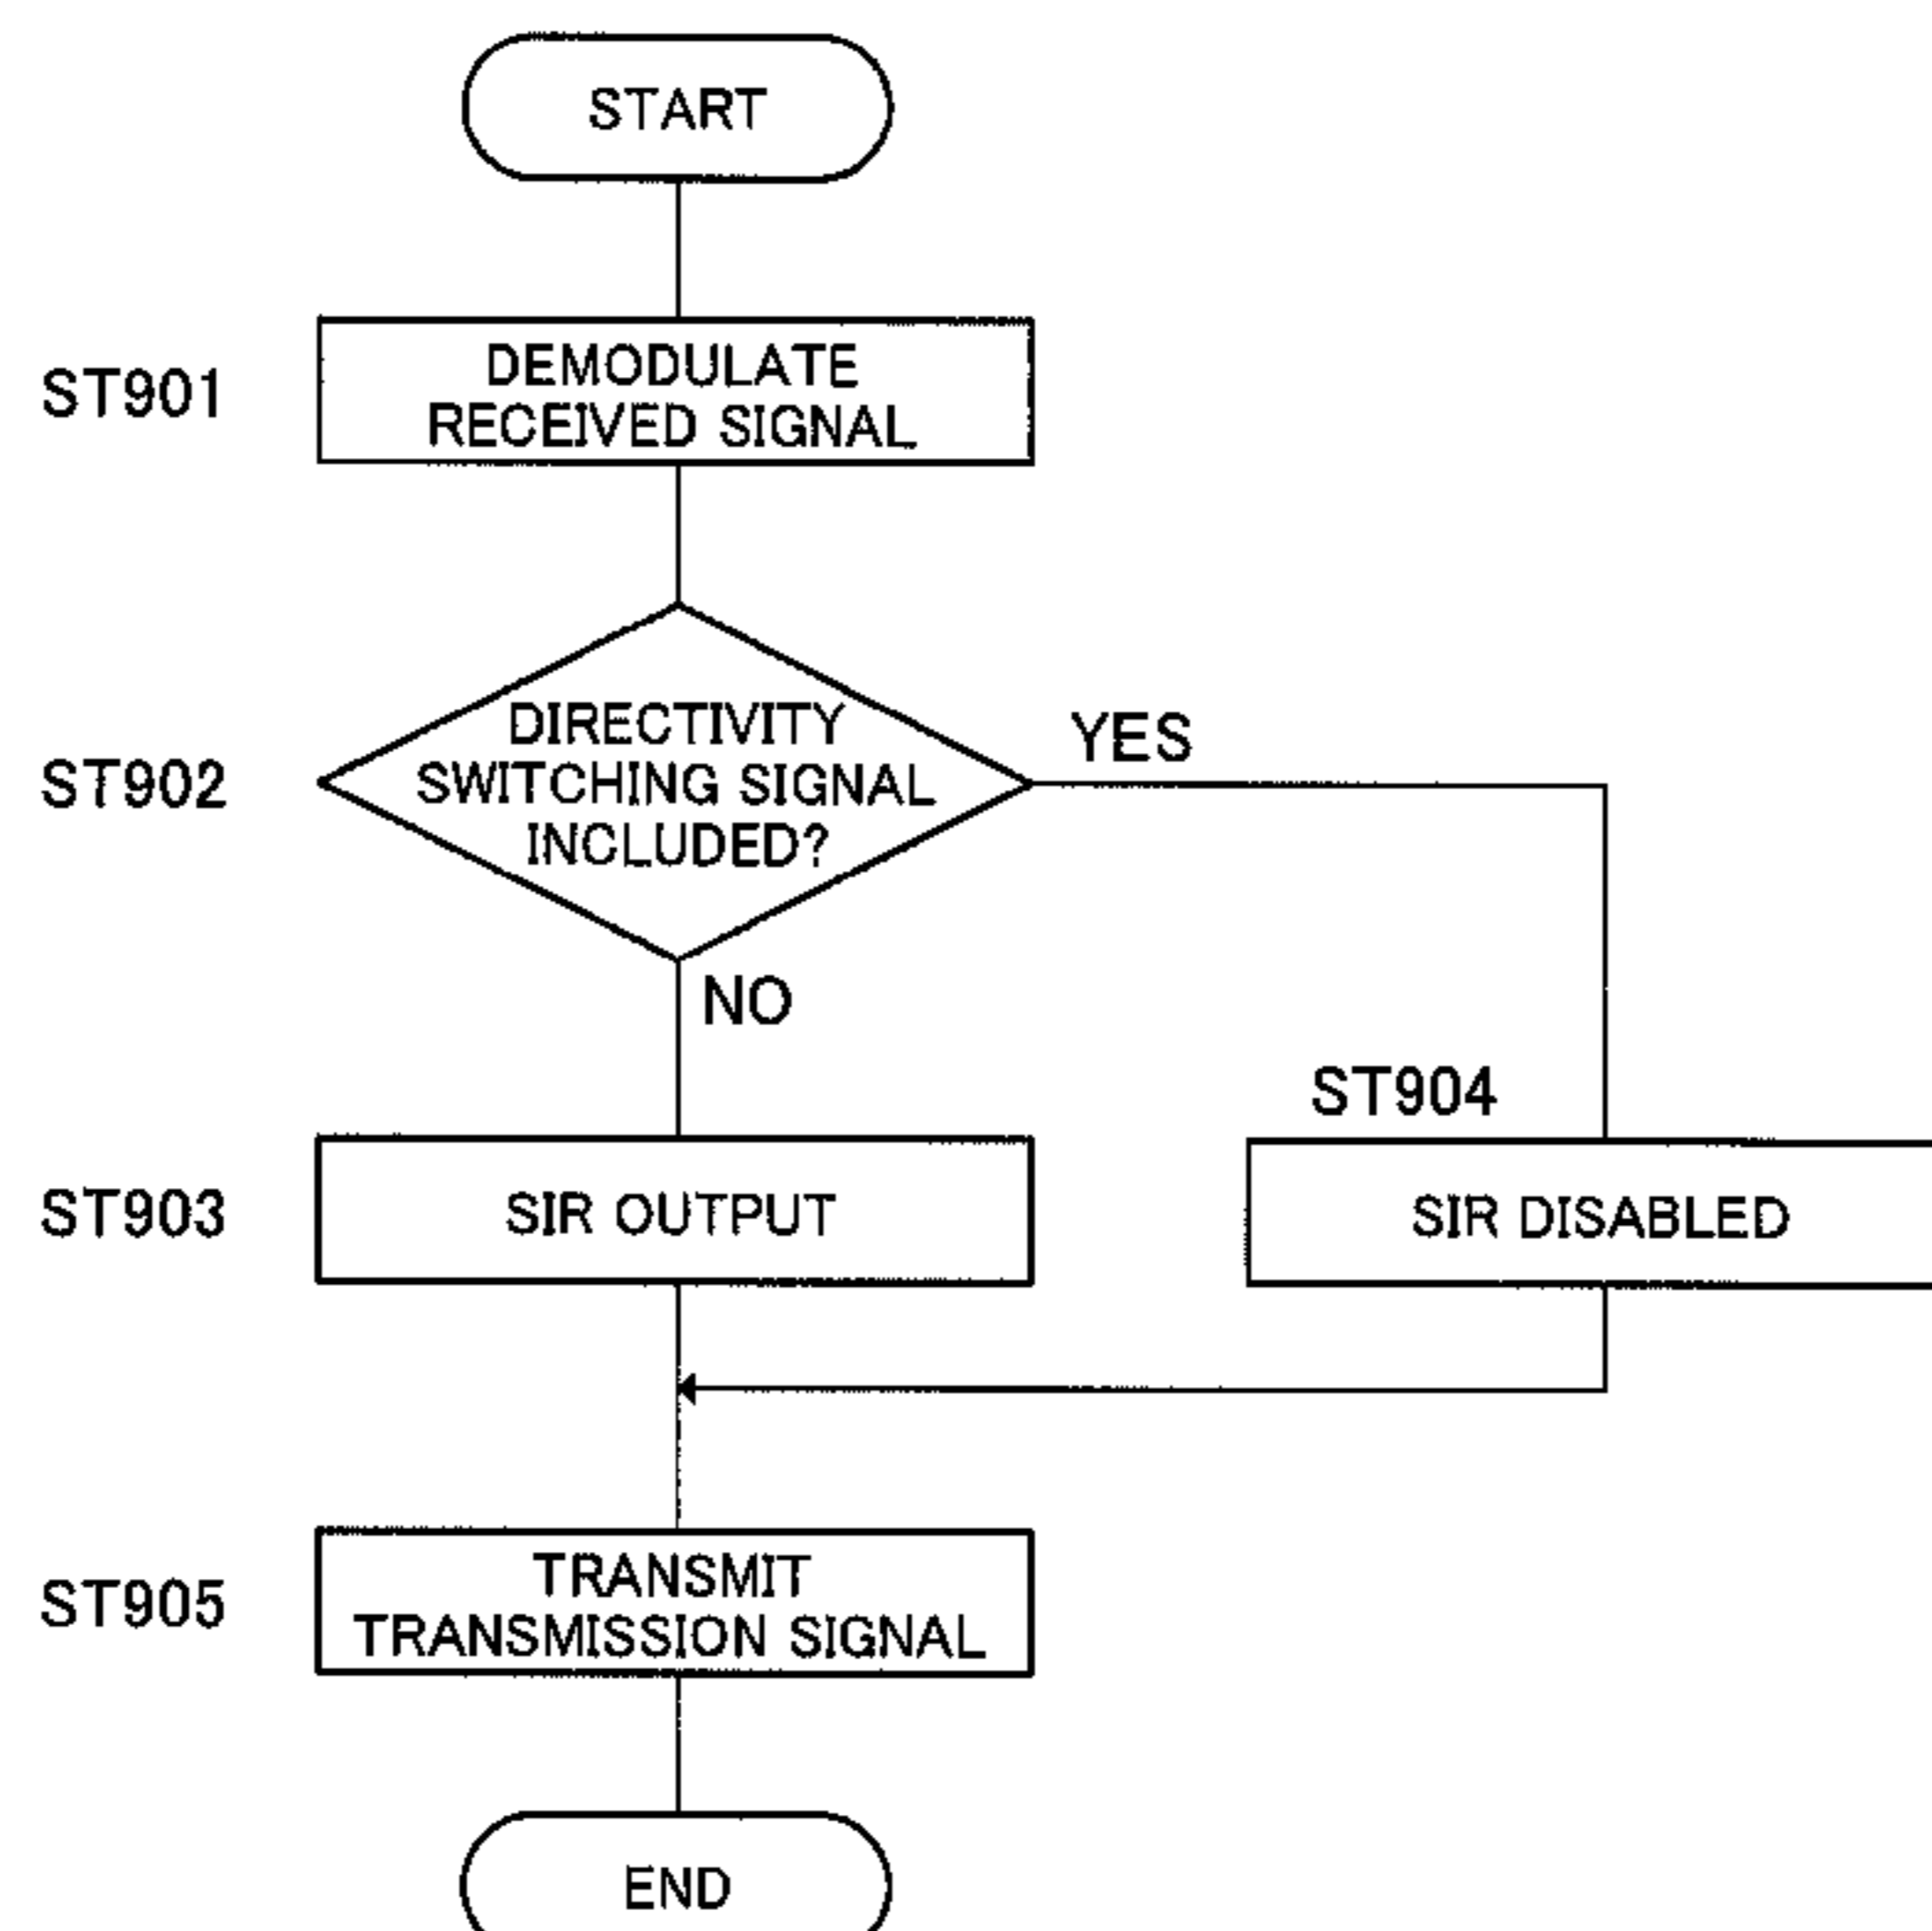 START
ST901
DEMODULATE
RECEIVED SIGNAL
ST902
DIRECTIVITY
SWITCHING SIGNAL
INCLUDED?
YES
NO
ST904
ST903
SIR OUTPUT
SIR DISABLED
ST905
TRANSMIT
TRANSMISSION SIGNAL
END